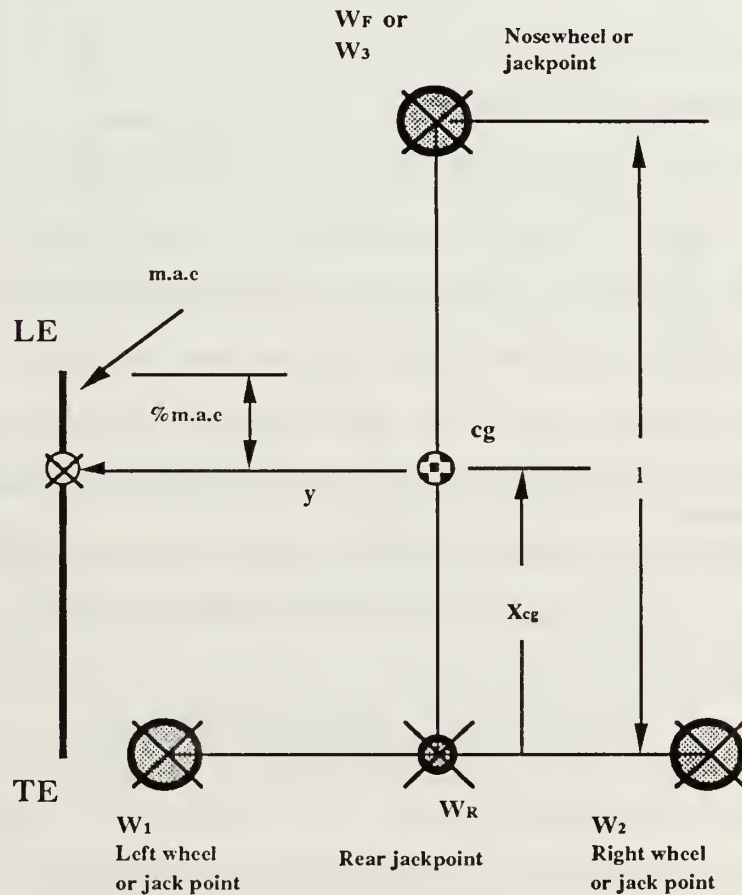 WF or
W3
Nosewheel or
jackpoint
m.a.c
LE
%m.a.c
cg
y
l
Xcg
TE
WR
W1
Left wheel
or jack point
Rear jackpoint
W2
Right wheel
or jack point